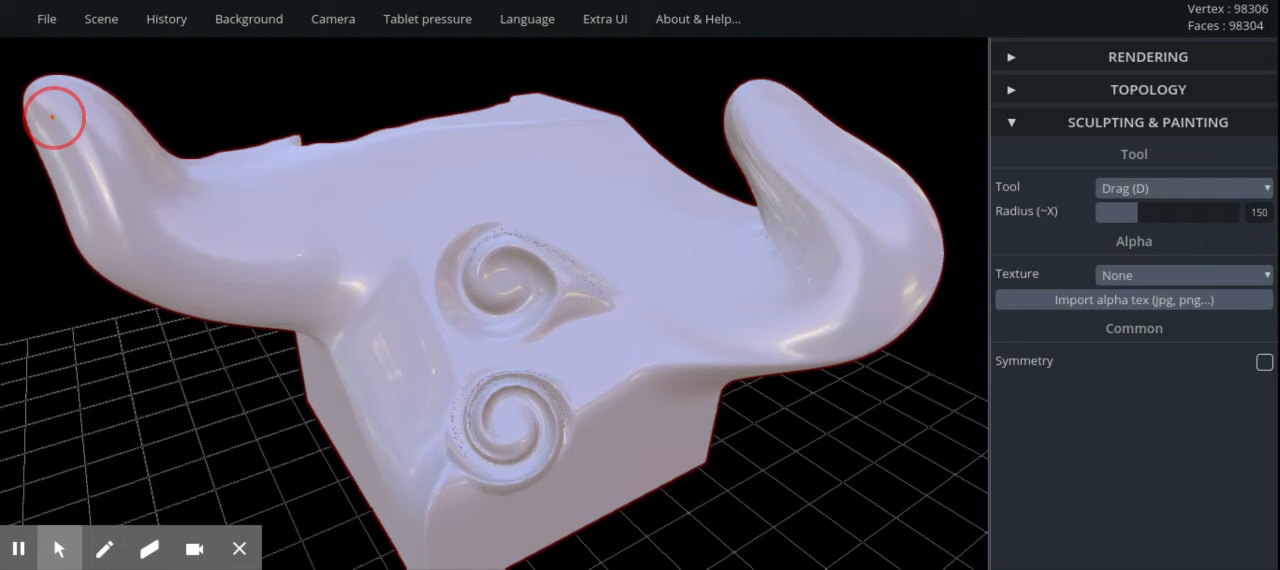 File Scene History Background Camera Tablet pressure Language Extra UI About & Help...
Vertex : 98306
Faces : 98304
RENDERING
TOPOLOGY
SCULPTING & PAINTING
Tool
Tool Drag (D)
Radius (~X) 150
Alpha
Texture None
Import alpha tex (jpg, png...)
Common
Symmetry